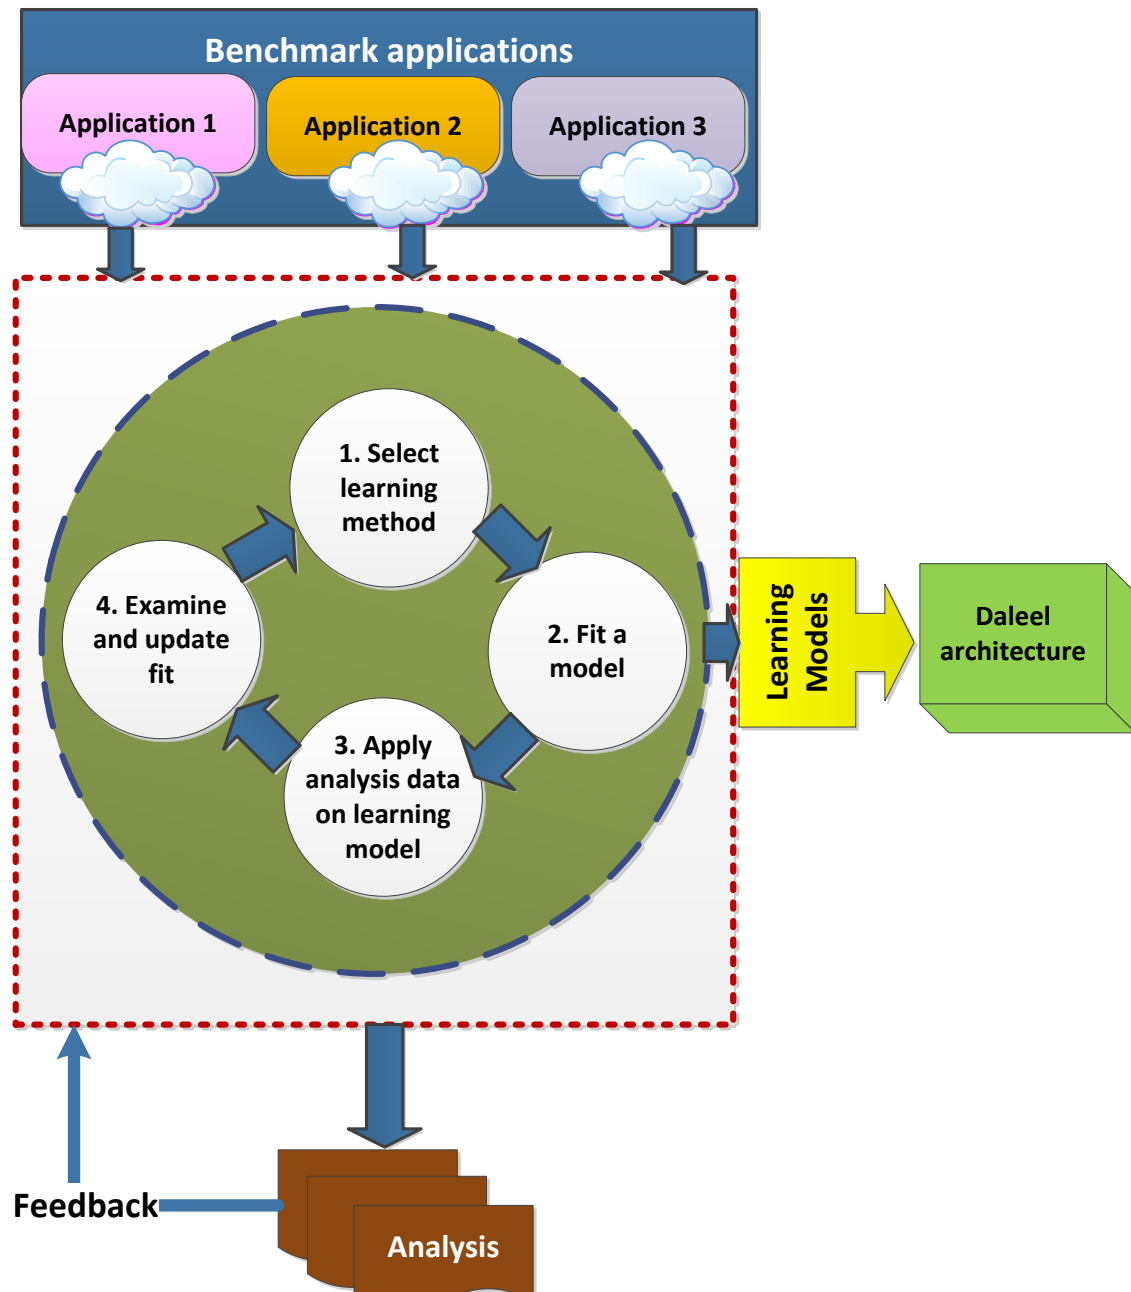 Benchmark applications
Application 1
Application 2
Application 3
1. Select
learning
method
2. Fit a
model
3. Apply
analysis data
on learning
model
4. Examine
and update
fit
Learning
Models
Daleel
architecture
Feedback
Analysis